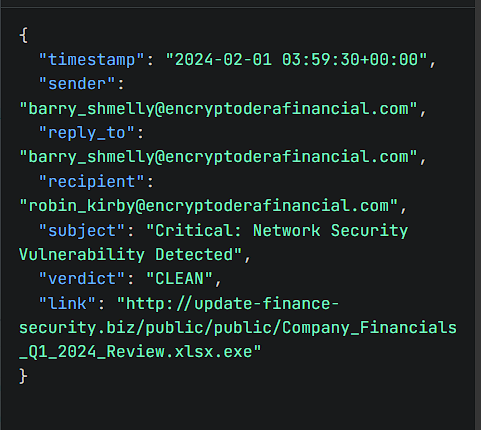 {
"timestamp": "2024-02-01 03:59:30+00:00",
"sender":
"barry_shmelly@encryptoderafinancial.com",
"reply_to":
"barry_shmelly@encryptoderafinancial.com",
"recipient":
"robin_kirby@encryptoderafinancial.com",
"subject": "Critical: Network Security
Vulnerability Detected",
"verdict": "CLEAN",
"link": "http://update-finance-
security.biz/public/public/Company_Financials
_Q1_2024_Review.xlsx.exe"
}